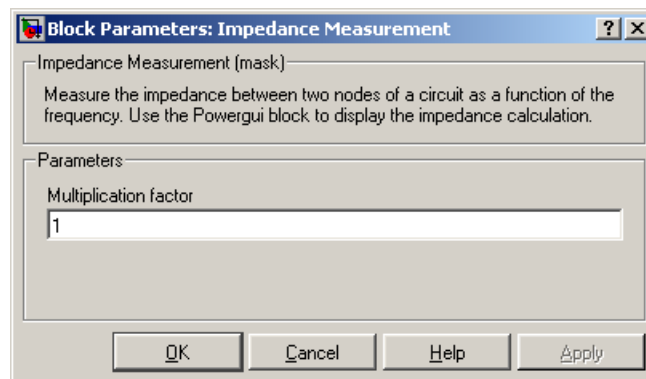 Block Parameters: Impedance Measurement
Impedance Measurement (mask)
Measure the impedance between two nodes of a circuit as a function of the
frequency. Use the Powergui block to display the impedance calculation.
Parameters
Multiplication factor
1
OK Cancel Help Apply